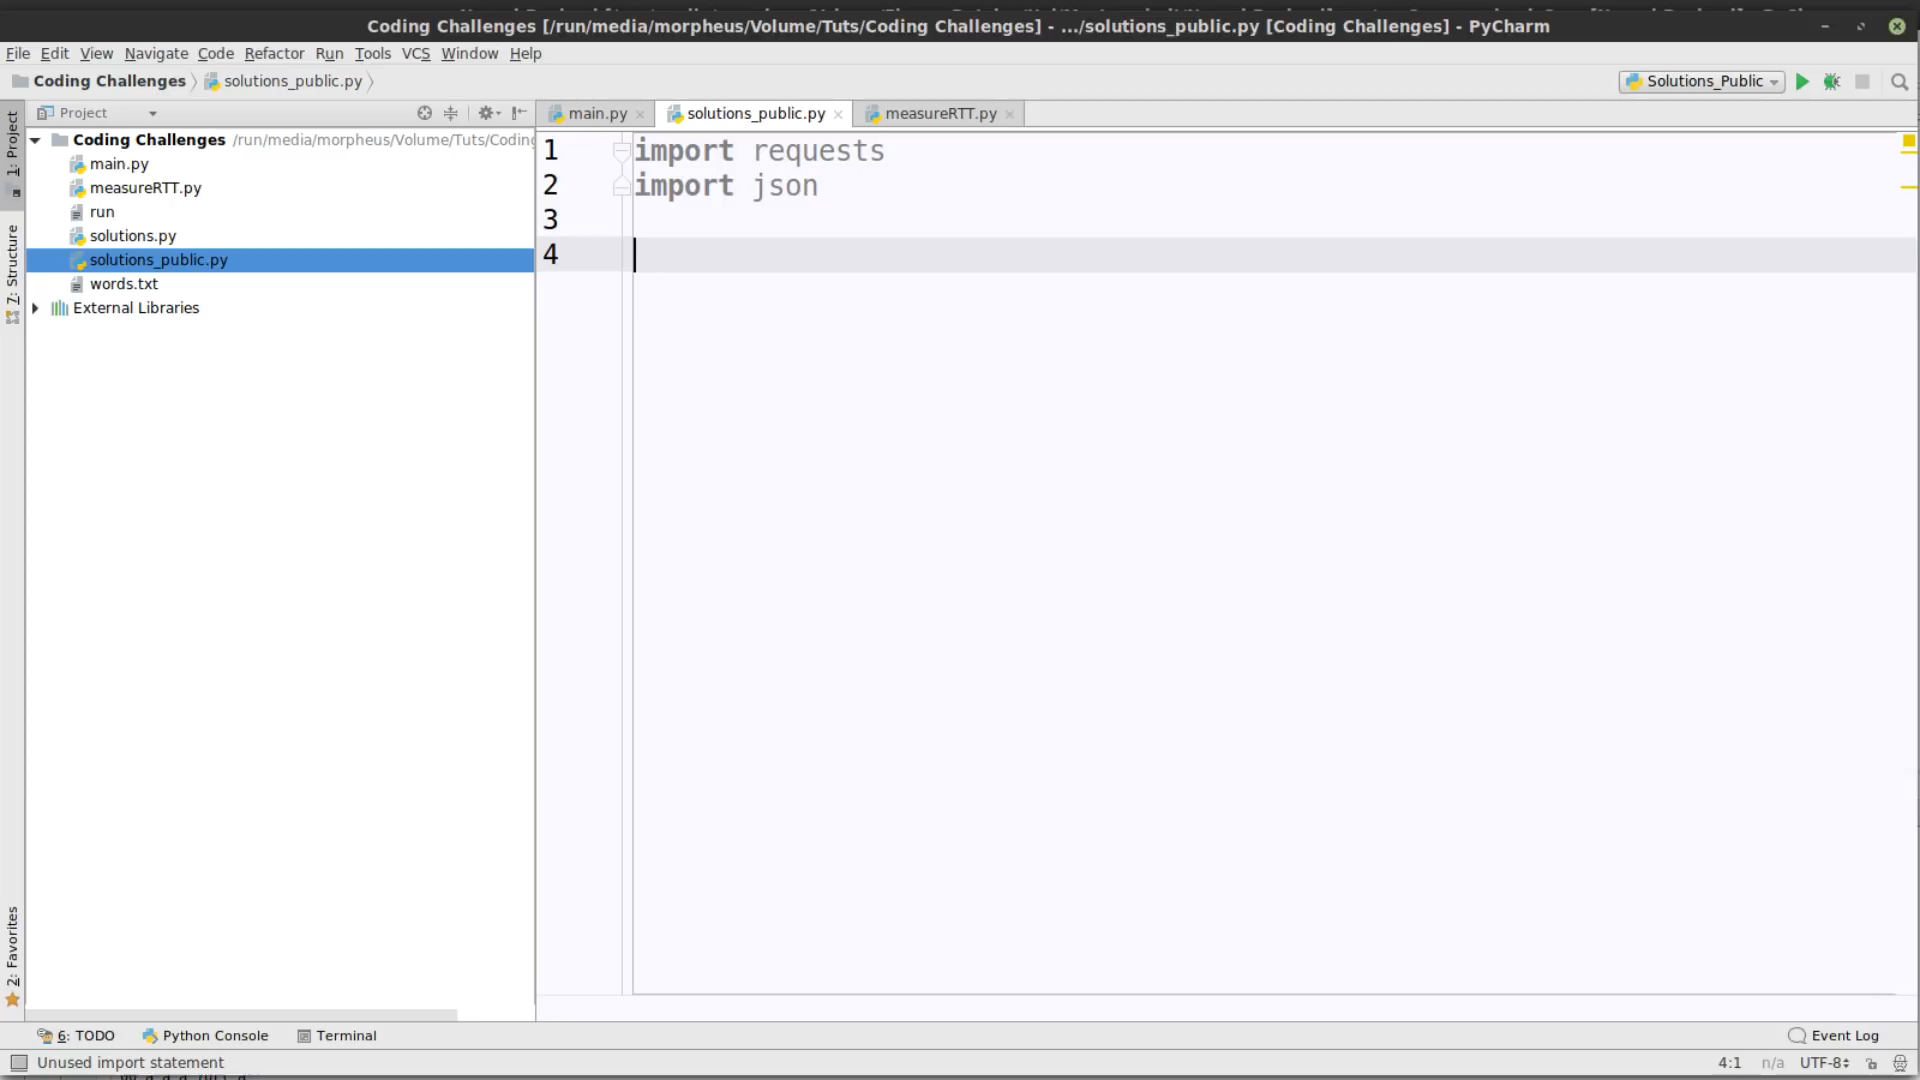 Coding Challenges [/run/media/morpheus/Volume/Tuts/Coding Challenges] - .../solutions_public.py [Coding Challenges] - PyCharm
File Edit View Navigate Code Refactor Run Tools VCS Window Help
Coding Challenges solutions_public.py Solutions_Public
1: Project
7: Structure
2: Favorites
Project
Coding Challenges /run/media/morpheus/Volume/Tuts/Coding
main.py
measureRTT.py
run
solutions.py
solutions_public.py
words.txt
External Libraries
main.py solutions_public.py measureRTT.py
1 import requests
2 import json
3
4
6: TODO Python Console Terminal Event Log
Unused import statement 4:1 n/a UTF-8